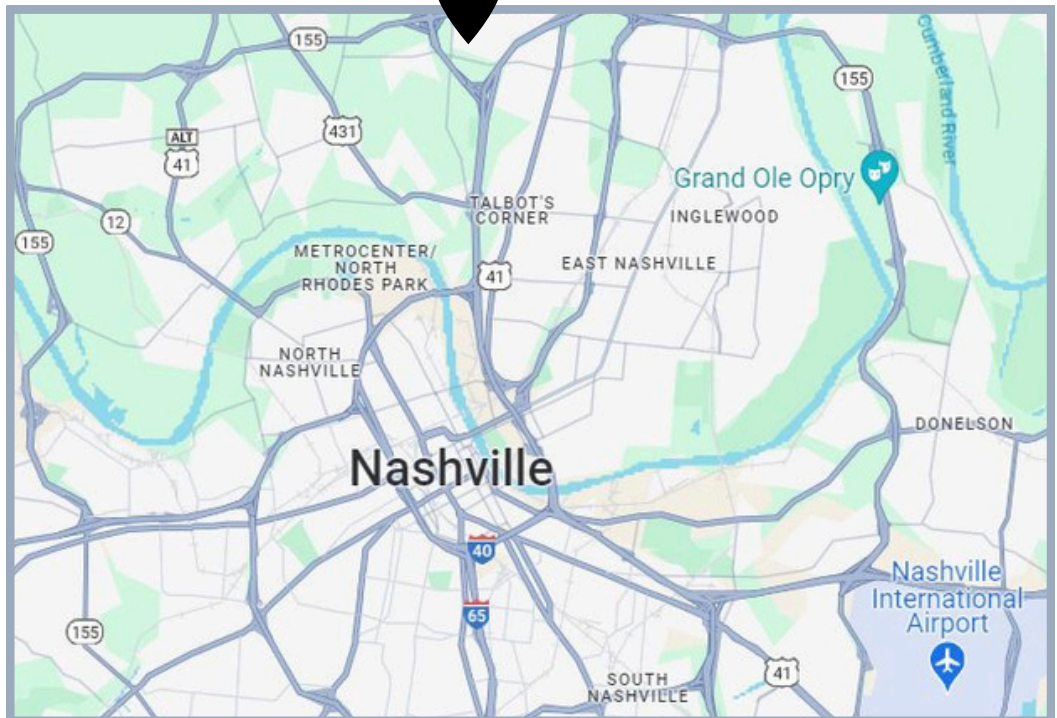 155
Cumberland River
155
431
ALT
41
Grand Ole Opry
TALBOT'S
CORNER
INGLEWOOD
12
155
METROCENTER/
NORTH
RHODES PARK
EAST NASHVILLE
41
NORTH
NASHVILLE
DONELSON
Nashville
40
Nashville
International
Airport
65
155
SOUTH
NASHVILLE
41